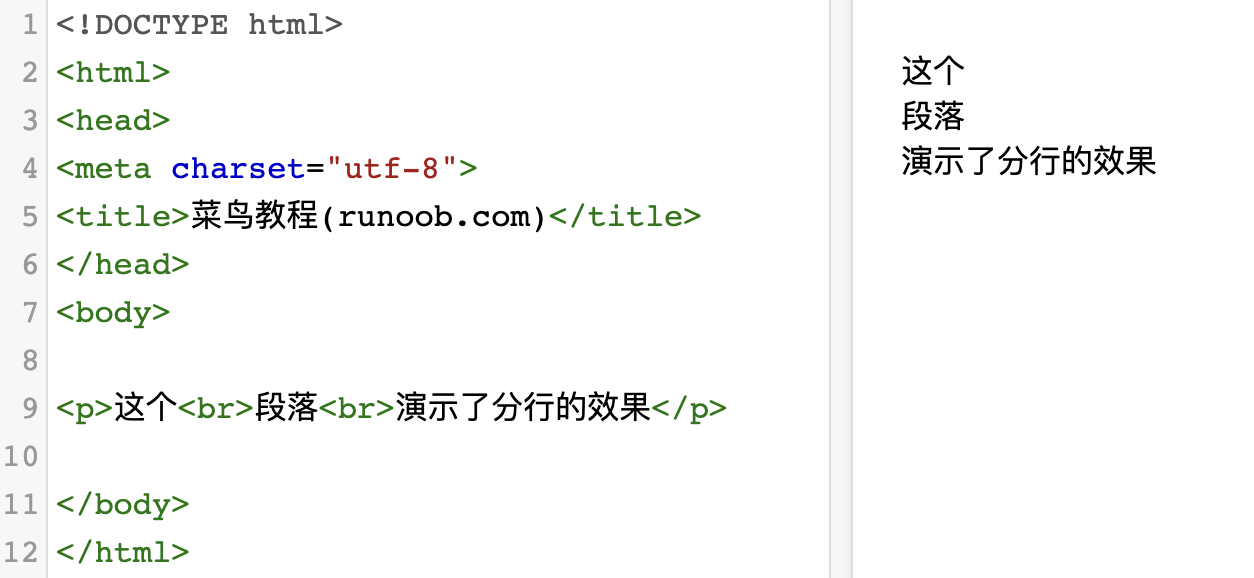 1 <!DOCTYPE html>
2 <html>
3 <head>
4 <meta charset="utf-8">
5 <title>菜鸟教程(runoob.com)</title>
6 </head>
7 <body>
8
9 <p>这个<br>段落<br>演示了分行的效果</p>
10
11 </body>
12 </html>
这个
段落
演示了分行的效果